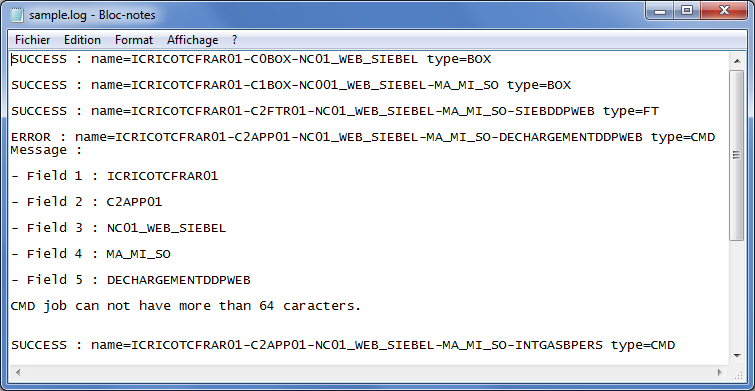 sample.log - Bloc-notes
Fichier Edition Format Affichage ?
SUCCESS : name=ICRICOTCFRAR01-C0BOX-NC01_WEB_SIEBEL type=BOX
SUCCESS : name=ICRICOTCFRAR01-C1BOX-NC001_WEB_SIEBEL-MA_MI_SO type=BOX
SUCCESS : name=ICRICOTCFRAR01-C2FTR01-NC01_WEB_SIEBEL-MA_MI_SO-SIEBDDPWEB type=FT
ERROR : name=ICRICOTCFRAR01-C2APP01-NC01_WEB_SIEBEL-MA_MI_SO-DECHARGEMENTDDPWEB type=CMD
Message :
- Field 1 : ICRICOTCFRAR01
- Field 2 : C2APP01
- Field 3 : NC01_WEB_SIEBEL
- Field 4 : MA_MI_SO
- Field 5 : DECHARGEMENTDDPWEB
CMD job can not have more than 64 caracters.
SUCCESS : name=ICRICOTCFRAR01-C2APP01-NC01_WEB_SIEBEL-MA_MI_SO-INTGASBPERS type=CMD